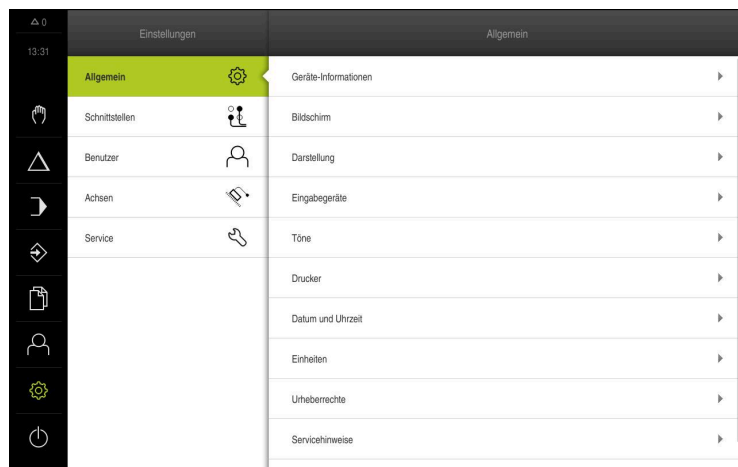 0
13:31
Einstellungen
Allgemein
Schnittstellen
Benutzer
Achsen
Service
Allgemein
Geräte-Informationen
Bildschirm
Darstellung
Eingabegeräte
Töne
Drucker
Datum und Uhrzeit
Einheiten
Urheberrechte
Servicehinweise